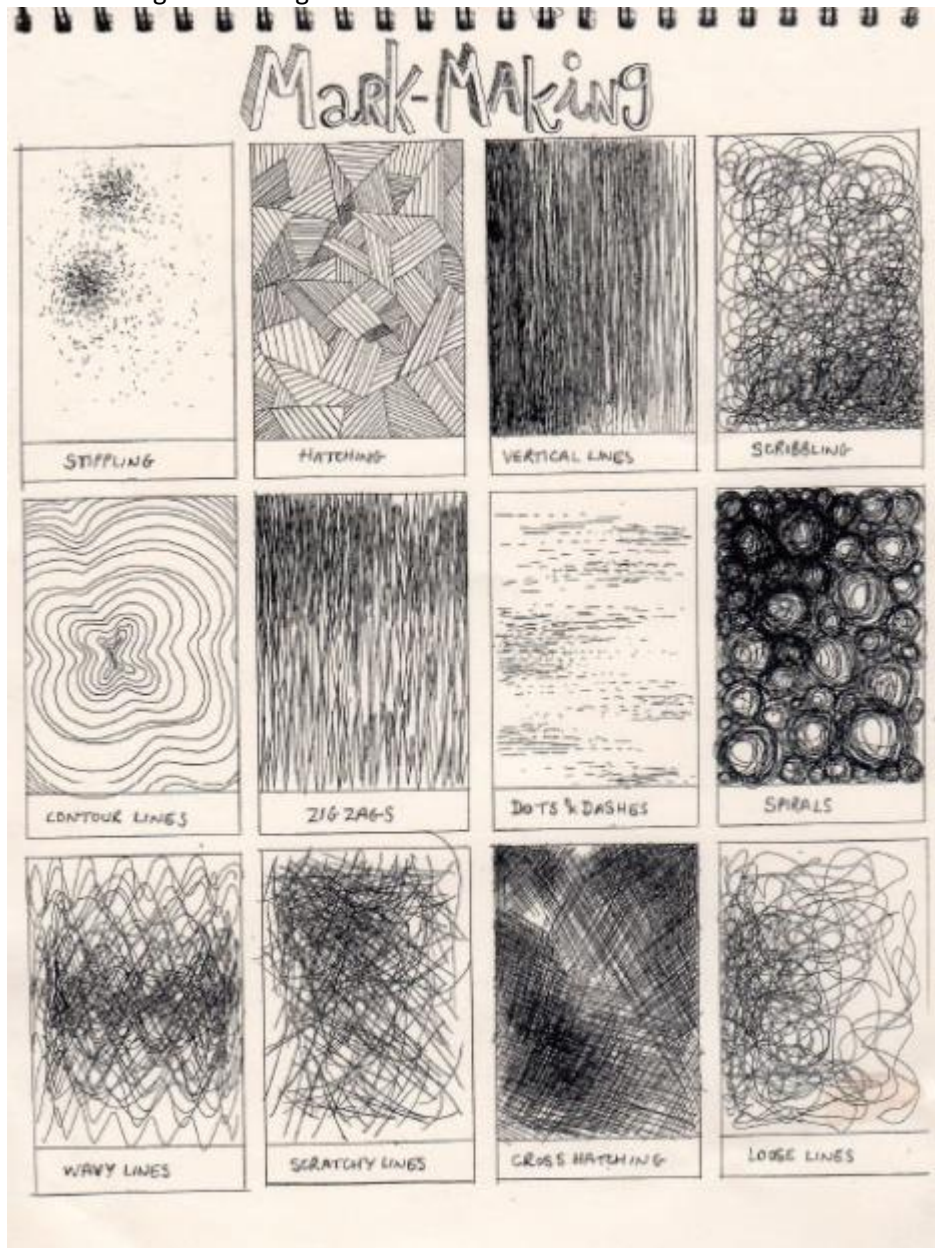 Mark-Making
STIPPLING
HATCHING
VERTICAL LINES
SCRIBBLING
CONTOUR LINES
ZIG ZAGS
DOTS & DASHES
SPIRALS
WAVY LINES
SCRATCHY LINES
CROSS HATCHING
LOOSE LINES